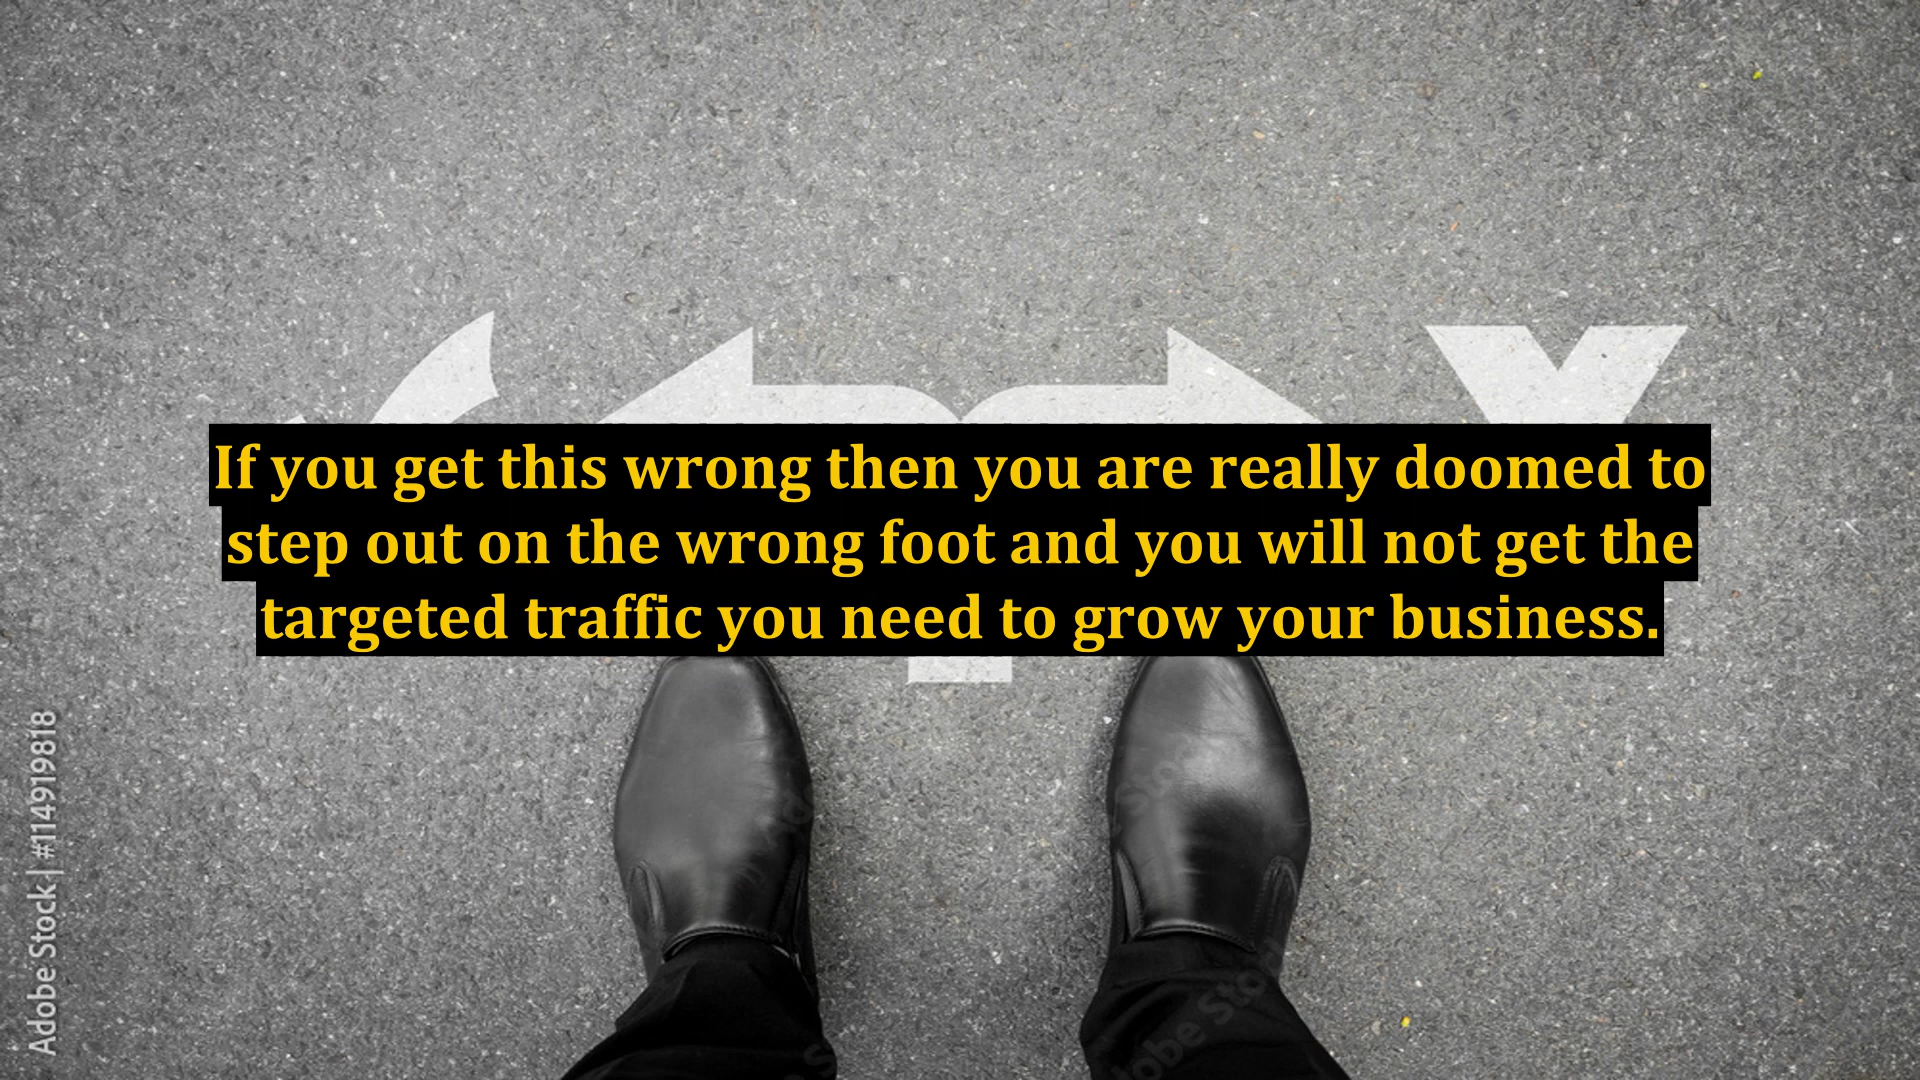 If you get this wrong then you are really doomed to
step out on the wrong foot and you will not get the
targeted traffic you need to grow your business.
Adobe Stock | #114919818